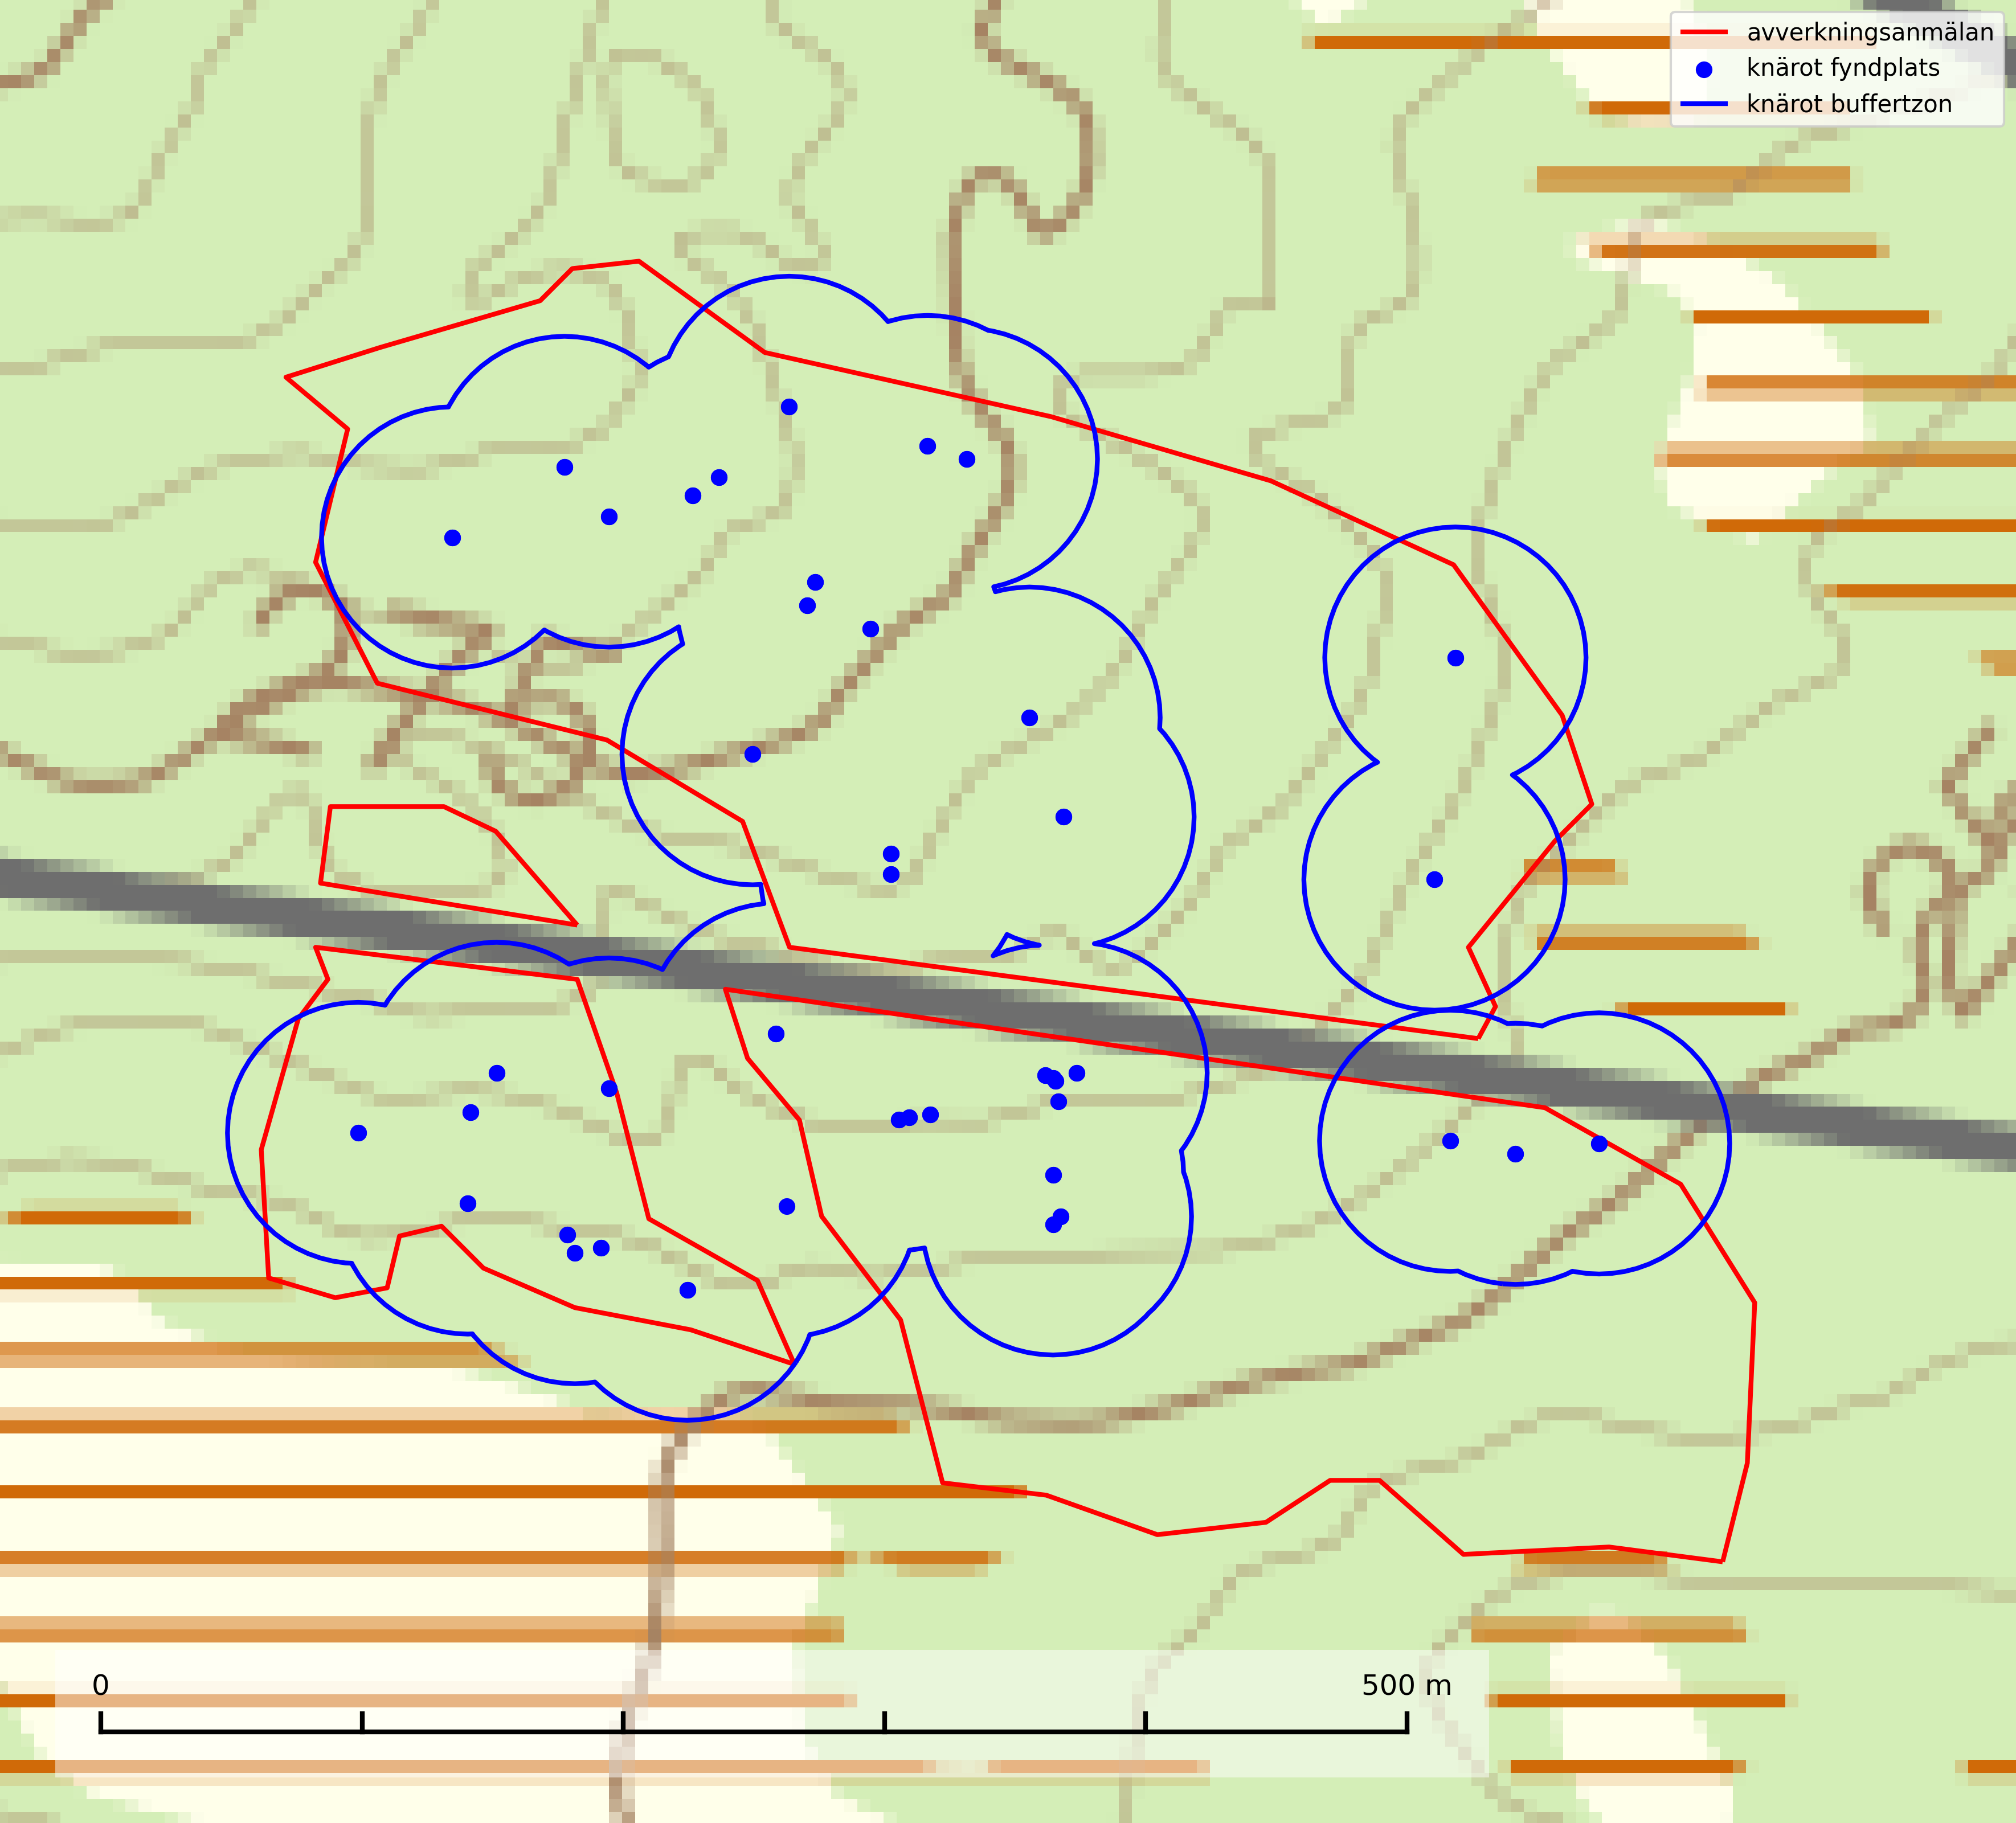 avverkningsanmälan
knärot fyndplats
knärot buffertzon
0 500 m